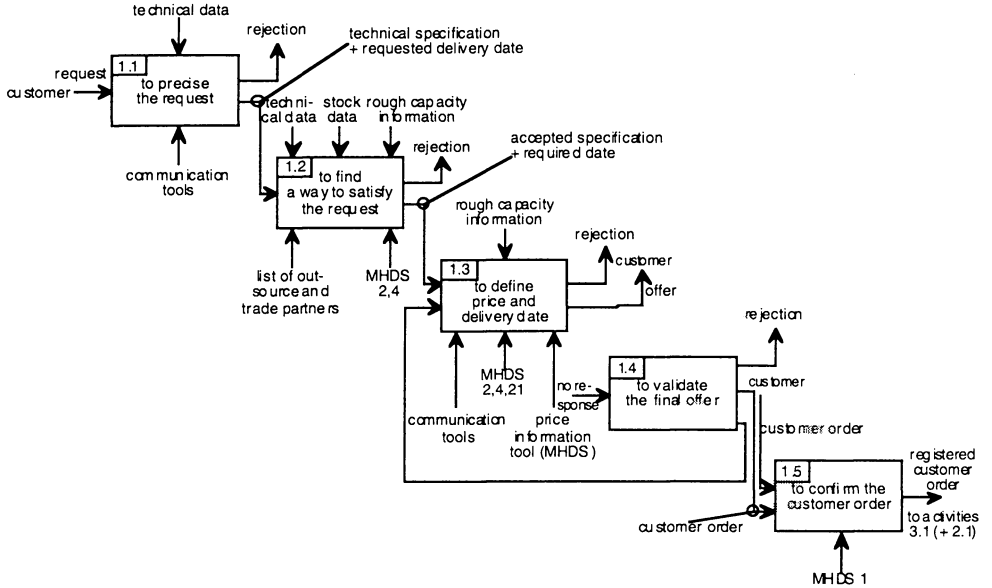 technical data
rejection
technical specification
+ requested delivery date
request
customer
1.1
to precise
the request
communication
tools
techni-
cal data
stock
data
rough capacity
information
rejection
accepted specification
+ required date
1.2
to find
a way to satisfy
the request
list of out-
source and
trade partners
MHDS
2,4
rough capacity
information
rejection
customer
offer
1.3
to define
price and
delivery date
communication
tools
MHDS
2,4,21
price
information
tool (MHDS)
rejection
no re-
sponse
1.4
to validate
the final offer
customer
customer order
1.5
to confirm the
customer order
customer order
registered
customer
order
to activities
3.1 (+ 2.1)
MHDS 1